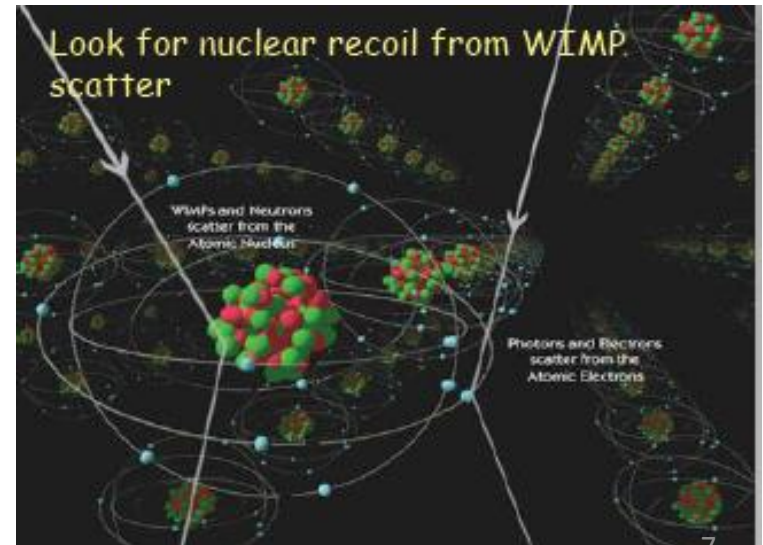 Look for nuclear recoil from WIMP
scatter
WIMPs and Neutrons
scatter from the
Atomic Nucleus
Photons and Electrons
scatter from the
Atomic Electrons
7